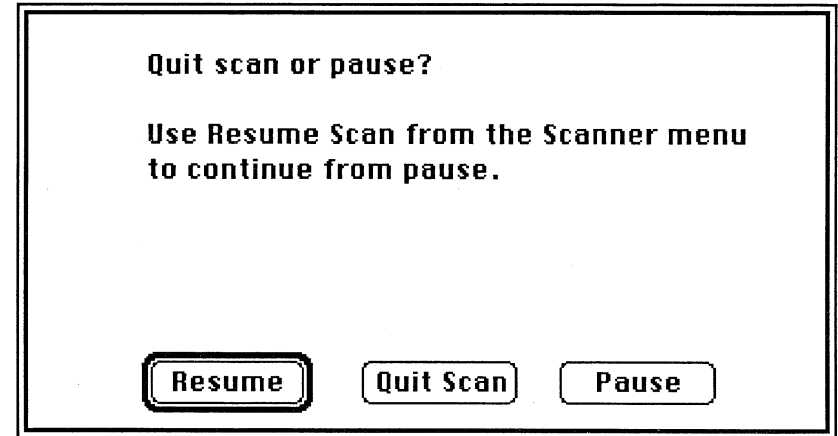 Quit scan or pause?
Use Resume Scan from the Scanner menu
to continue from pause.
Resume Quit Scan Pause